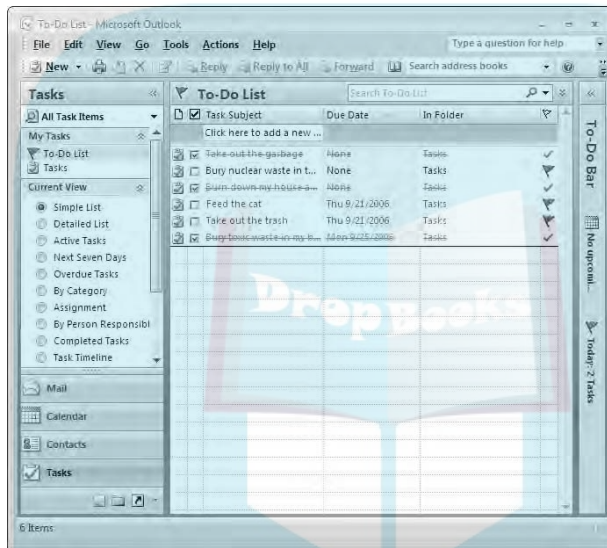 To-Do List - Microsoft Outlook
File Edit View Go Tools Actions Help Type a question for help
New Reply Reply to All Forward Search address books
Tasks
All Task Items
My Tasks
To-Do List
Tasks
Current View
Simple List
Detailed List
Active Tasks
Next Seven Days
Overdue Tasks
By Category
Assignment
By Person Responsibl
Completed Tasks
Task Timeline
Mail
Calendar
Contacts
Tasks
To-Do List Search To-Do List
Task Subject Due Date In Folder
Click here to add a new ...
Take out the garbage None Tasks
Bury nuclear waste in t... None Tasks
Burn down my house a... None Tasks
Feed the cat Thu 9/21/2006 Tasks
Take out the trash Thu 9/21/2006 Tasks
Bury toxic waste in my b... Mon 9/25/2006 Tasks
DropBooks
To-Do Bar
No upcomi...
Today: 2 Tasks
6 Items